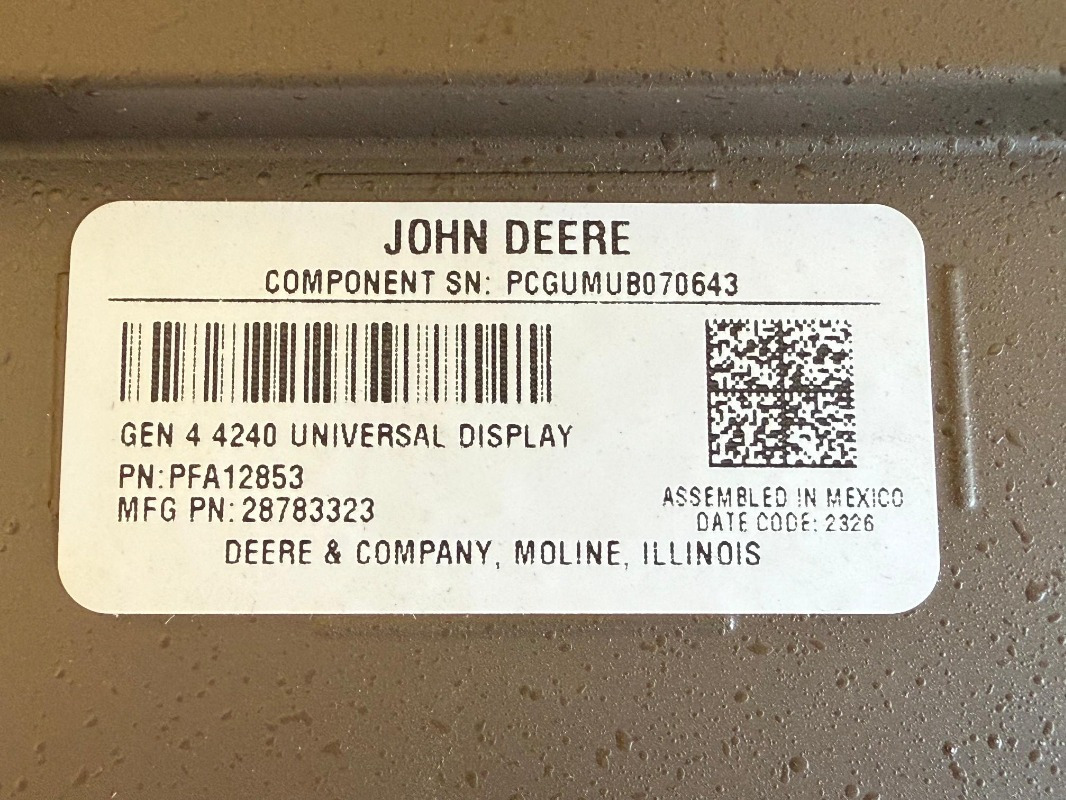 JOHN DEERE
COMPONENT SN: PCGUMUB070643
GEN 4 4240 UNIVERSAL DISPLAY
PN:PFA12853
MFG PN:28783323
ASSEMBLED IN MEXICO
DATE CODE: 2326
DEERE & COMPANY, MOLINE, ILLINOIS